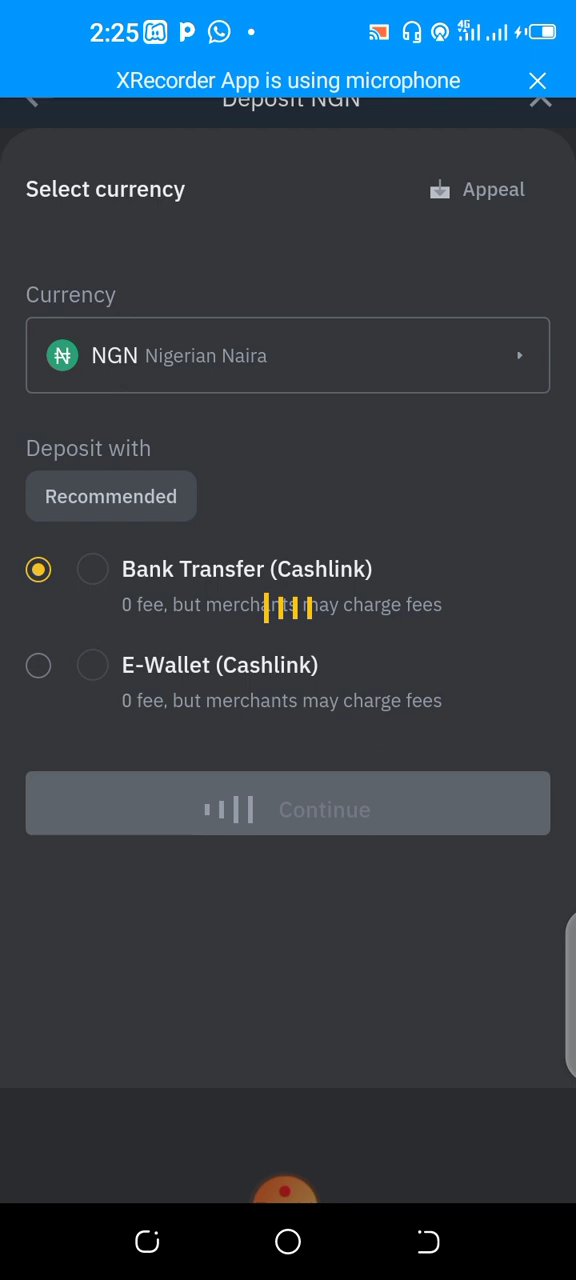 2:25
4G
XRecorder App is using microphone
Deposit NGN
Select currency
Appeal
Currency
NGN Nigerian Naira
Deposit with
Recommended
Bank Transfer (Cashlink)
0 fee, but merchants may charge fees
E-Wallet (Cashlink)
0 fee, but merchants may charge fees
Continue